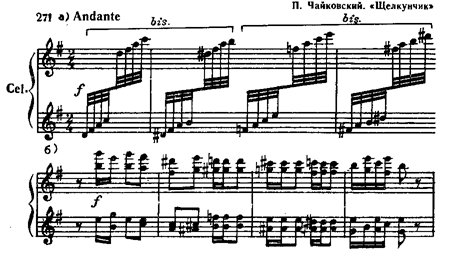 271 а) Andante
П. Чайковский. «Щелкунчик»
bis.
bis.
Cel.
f
б)
f